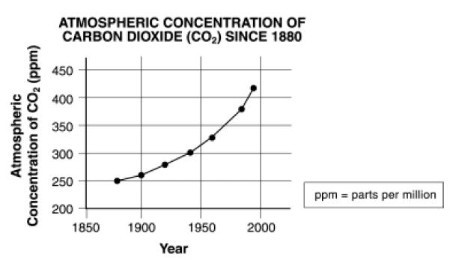 ATMOSPHERIC CONCENTRATION OF
CARBON DIOXIDE (CO₂) SINCE 1880
Atmospheric
Concentration of CO₂ (ppm)
450
400
350
300
250
200
1850 1900 1950 2000
Year
ppm = parts per million